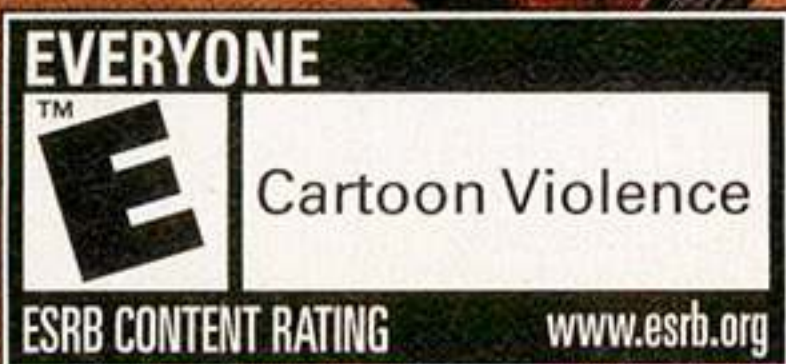 EVERYONE
TM
E
Cartoon Violence
ESRB CONTENT RATING www.esrb.org